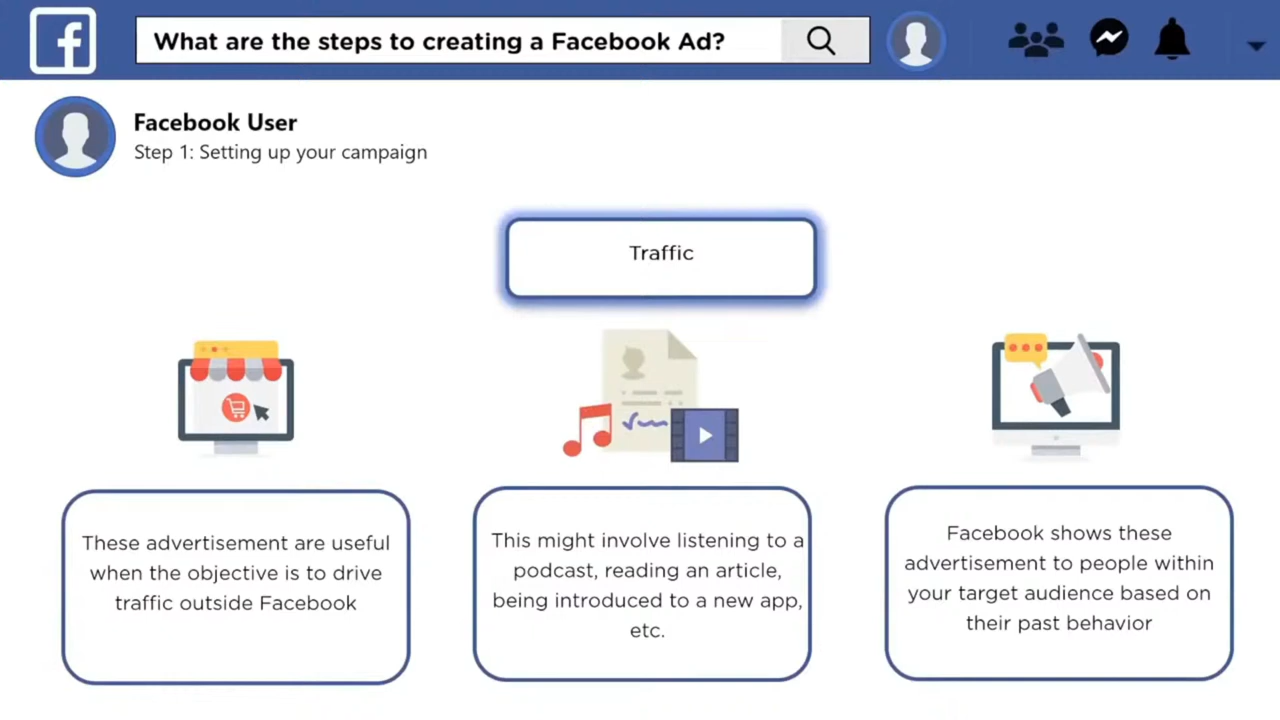 What are the steps to creating a Facebook Ad?
Facebook User
Step 1: Setting up your campaign
Traffic
These advertisement are useful
when the objective is to drive
traffic outside Facebook
This might involve listening to a
podcast, reading an article,
being introduced to a new app,
etc.
Facebook shows these
advertisement to people within
your target audience based on
their past behavior